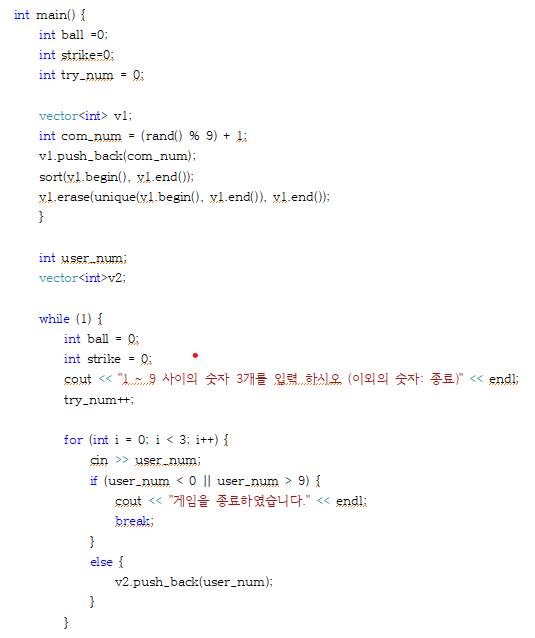 int main() {
int ball =0;
int strike=0;
int try_num = 0;
vector<int> v1;
int com_num = (rand() % 9) + 1;
v1.push_back(com_num);
sort(v1.begin(), v1.end());
v1.erase(unique(v1.begin(), v1.end()), v1.end());
}
int user_num;
vector<int>v2;
while (1) {
int ball = 0;
int strike = 0;
cout << "1 ~ 9 사이의 숫자 3개를 입력 하시오 (이외의 숫자: 종료)" << endl;
try_num++;
for (int i = 0; i < 3; i++) {
cin >> user_num;
if (user_num < 0 || user_num > 9) {
cout << "게임을 종료하였습니다." << endl;
break;
}
else {
v2.push_back(user_num);
}
}